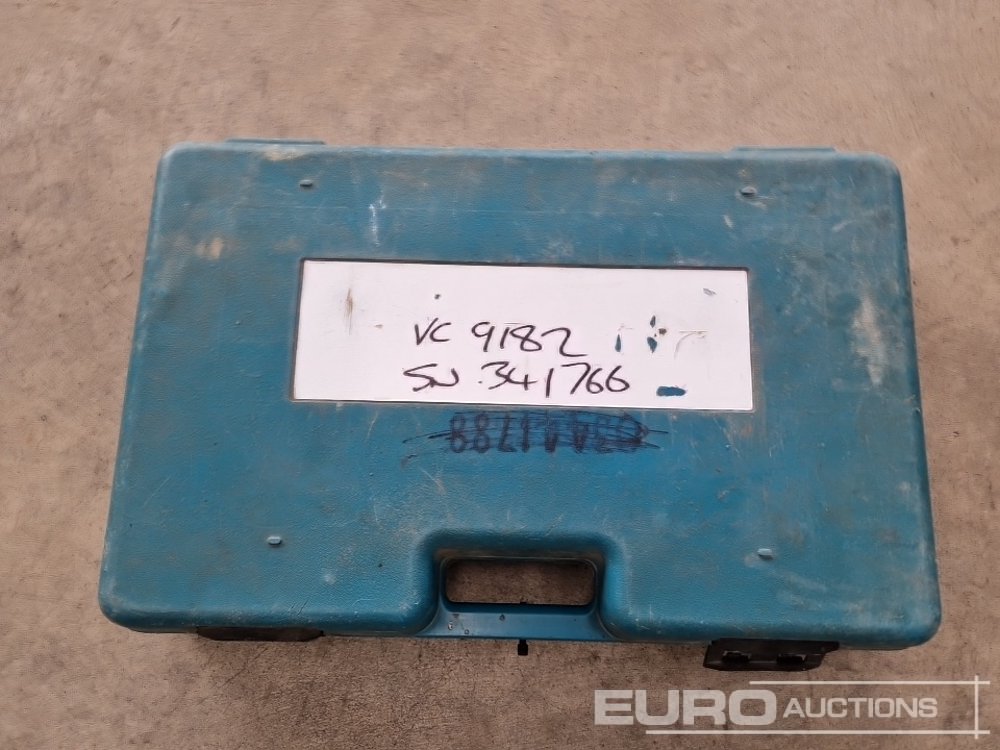 VC 9182
SN 341766
EURO AUCTIONS